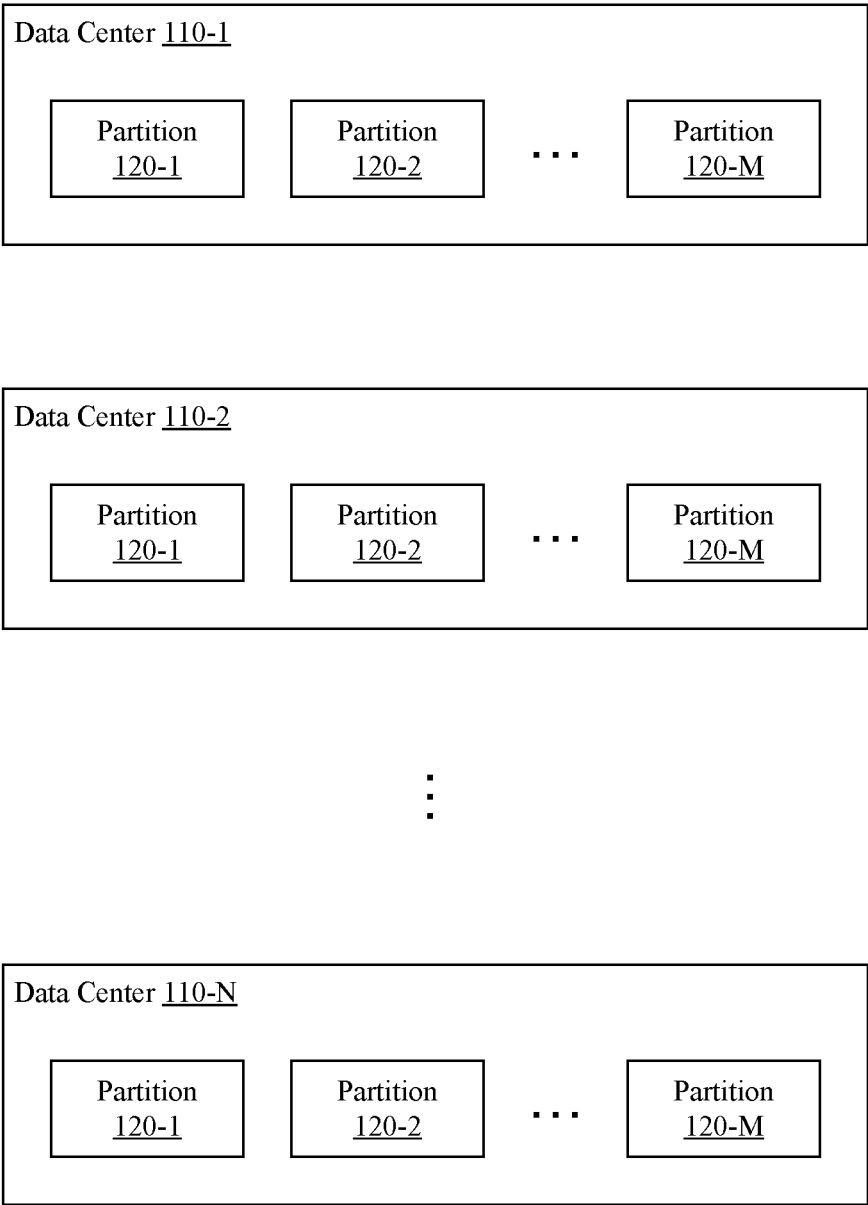 Data Center 110-1
Partition
120-1
Partition
120-2
. . .
Partition
120-M
Data Center 110-2
Partition
120-1
Partition
120-2
. . .
Partition
120-M
Data Center 110-N
Partition
120-1
Partition
120-2
. . .
Partition
120-M